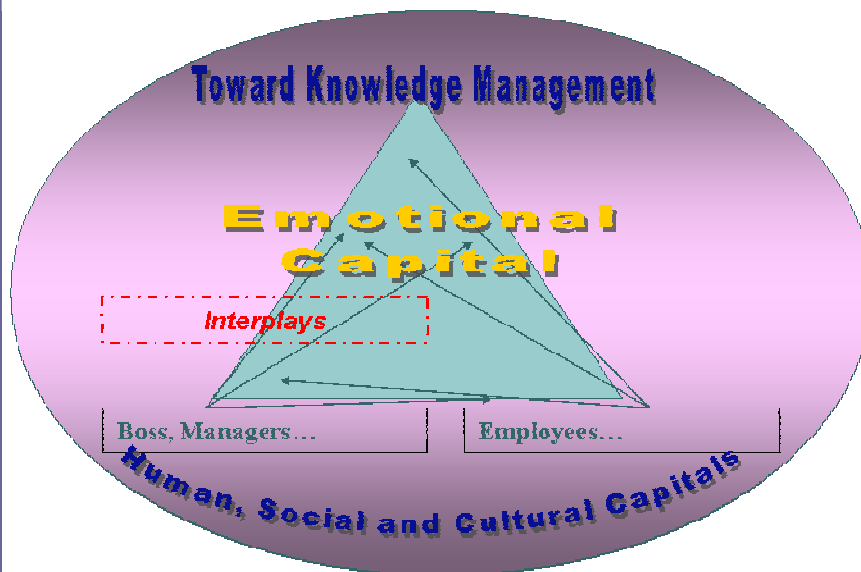 Toward Knowledge Management
Emotional
Capital
Interplays
Boss, Managers…
Employees…
Human, Social and Cultural Capitals